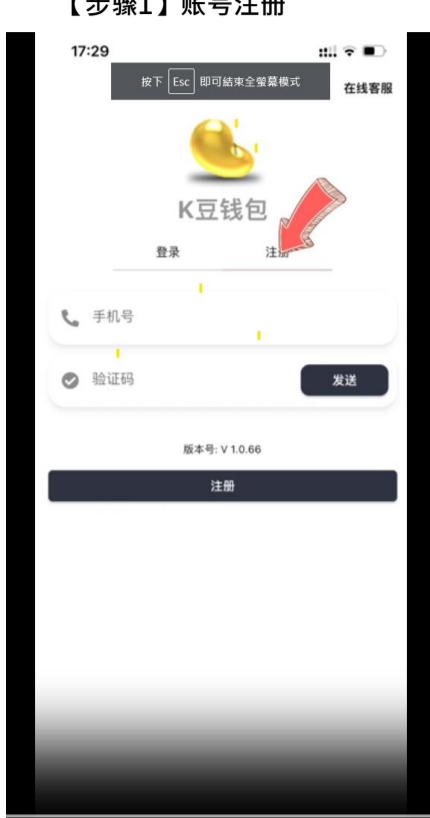 【步骤1】账号注册
17:29
按下 Esc 即可結束全螢幕模式
在线客服
K豆钱包
登录 注册
手机号
验证码 发送
版本号: V 1.0.66
注册